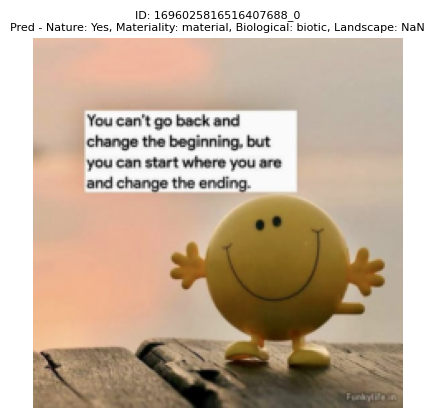 ID: 1696025816516407688_0
Pred - Nature: Yes, Materiality: material, Biological: biotic, Landscape: NaN
You can't go back and
change the beginning, but
you can start where you are
and change the ending.
Funkylife.in